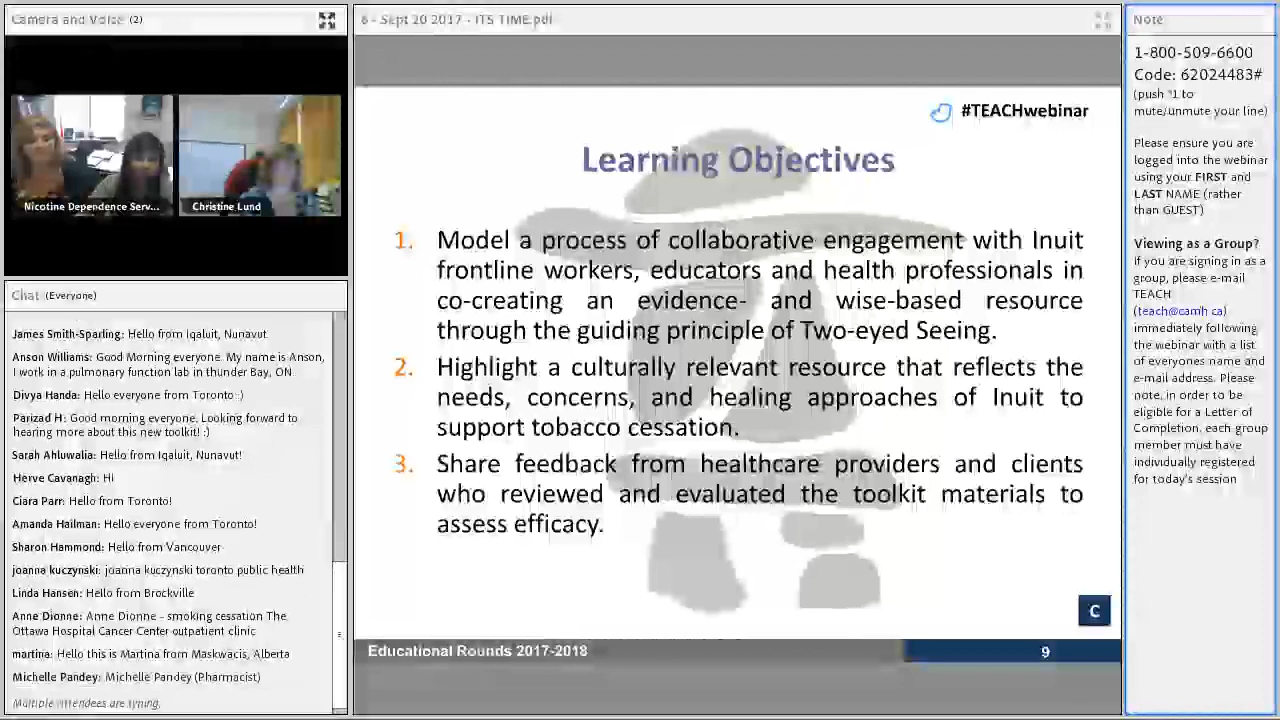 Camera and Voice (2)
Nicotine Dependence Serv...
Christine Lund
Chat (Everyone)
James Smith-Sparling: Hello from Iqaluit, Nunavut.
Anson Williams: Good Morning everyone. My name is Anson,
I work in a pulmonary function lab in thunder Bay, ON
Divya Handa: Hello everyone from Toronto :)
Paizad H: Good morning everyone. Looking forward to
hearing more about this new toolkit! :)
Sarah Ahluwalia: Hello from Iqaluit, Nunavut!
Herve Cavanagh: Hi
Ciara Parr: Hello from Toronto!
Amanda Hailman: Hello everyone from Toronto!
Sharon Hammond: Hello from Vancouver
joanna kuczynski: joanna kuczynski toronto public health
Linda Hansen: Hello from Brockville
Anne Dionne: Anne Dionne - smoking cessation The
Ottawa Hospital Cancer Center outpatient clinic
martina: Hello this is Martina from Maskwacis, Alberta
Michelle Pandey: Michelle Pandey (Pharmacist)
Multiple Attendees are typing.
6 - Sept 20 2017 - ITS TIME.pdf
#TEACHwebinar
Learning Objectives
1. Model a process of collaborative engagement with Inuit
frontline workers, educators and health professionals in
co-creating an evidence- and wise-based resource
through the guiding principle of Two-eyed Seeing.
2. Highlight a culturally relevant resource that reflects the
needs, concerns, and healing approaches of Inuit to
support tobacco cessation.
3. Share feedback from healthcare providers and clients
who reviewed and evaluated the toolkit materials to
assess efficacy.
C
Educational Rounds 2017-2018
9
Note
1-800-509-6600
Code: 62024483#
(push *1 to
mute/unmute your line)
Please ensure you are
logged into the webinar
using your FIRST and
LAST NAME (rather
than GUEST)
Viewing as a Group?
If you are signing in as a
group, please e-mail
TEACH
(teach@camh.ca)
immediately following
the webinar with a list
of everyones name and
e-mail address. Please
note, in order to be
eligible for a Letter of
Completion, each group
member must have
individually registered
for today's session